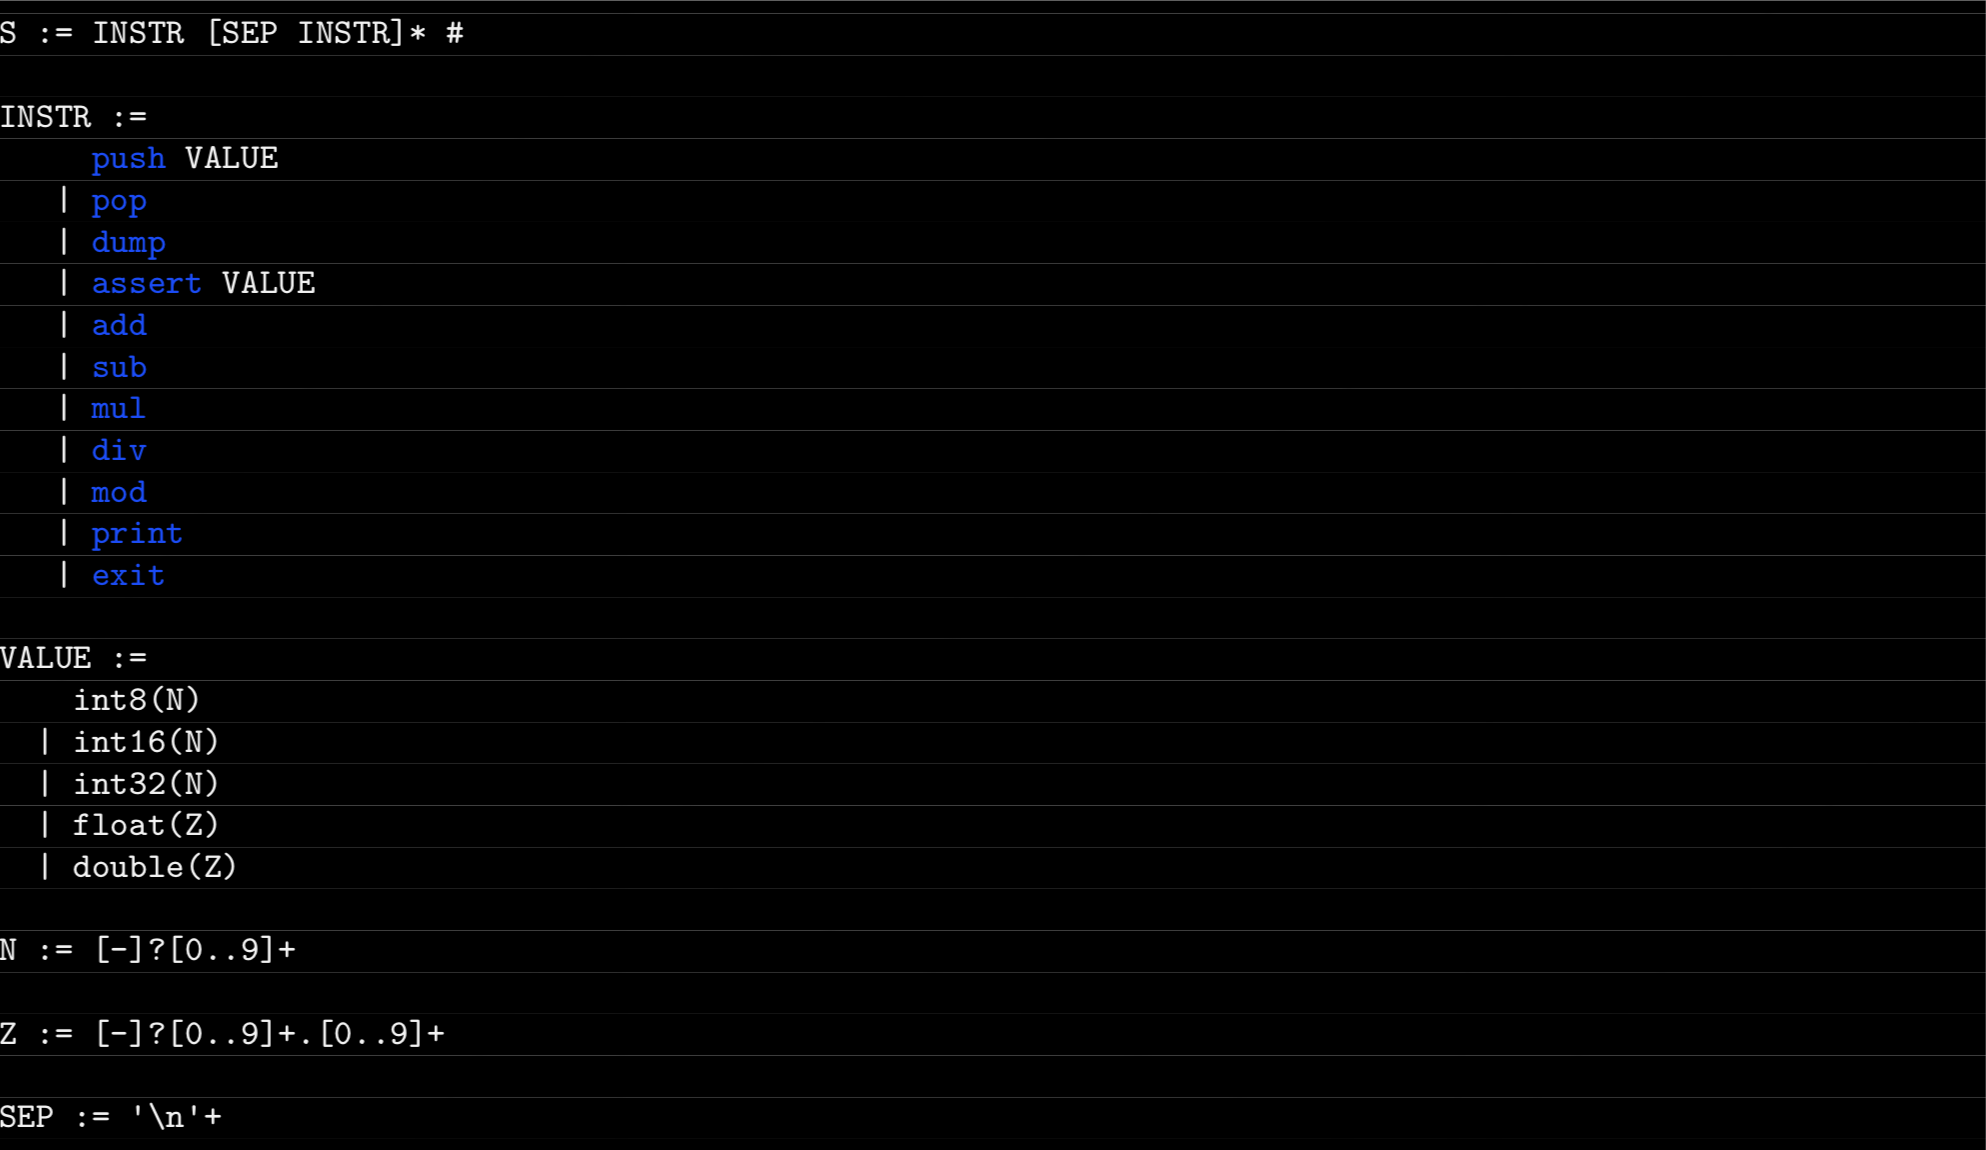 S := INSTR [SEP INSTR]* #
INSTR :=
push VALUE
| pop
| dump
| assert VALUE
| add
| sub
| mul
| div
| mod
| print
| exit
VALUE :=
int8(N)
| int16(N)
| int32(N)
| float(Z)
| double(Z)
N := [-]?[0..9]+
Z := [-]?[0..9]+.[0..9]+
SEP := '\n'+